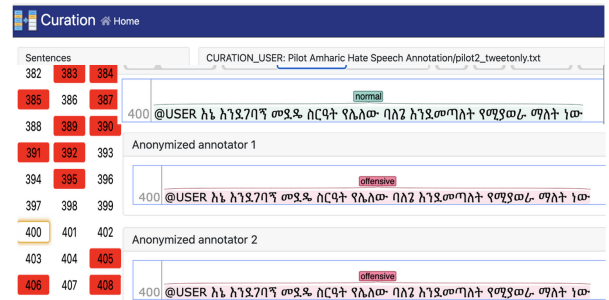 Curation Home
Sentences
CURATION_USER: Pilot Amharic Hate Speech Annotation/pilot2_tweetonly.txt
382 383 384
385 386 387
388 389 390
391 392 393
394 395 396
397 398 399
400 401 402
403 404 405
406 407 408
normal
400 @USER እኔ እንደገባኝ መደዴ ስርዓት የሌለው ባለጌ እንደመጣለት የሚያወራ ማለት ነው
Anonymized annotator 1
offensive
400 @USER እኔ እንደገባኝ መደዴ ስርዓት የሌለው ባለጌ እንደመጣለት የሚያወራ ማለት ነው
Anonymized annotator 2
offensive
400 @USER እኔ እንደገባኝ መደዴ ስርዓት የሌለው ባለጌ እንደመጣለት የሚያወራ ማለት ነው